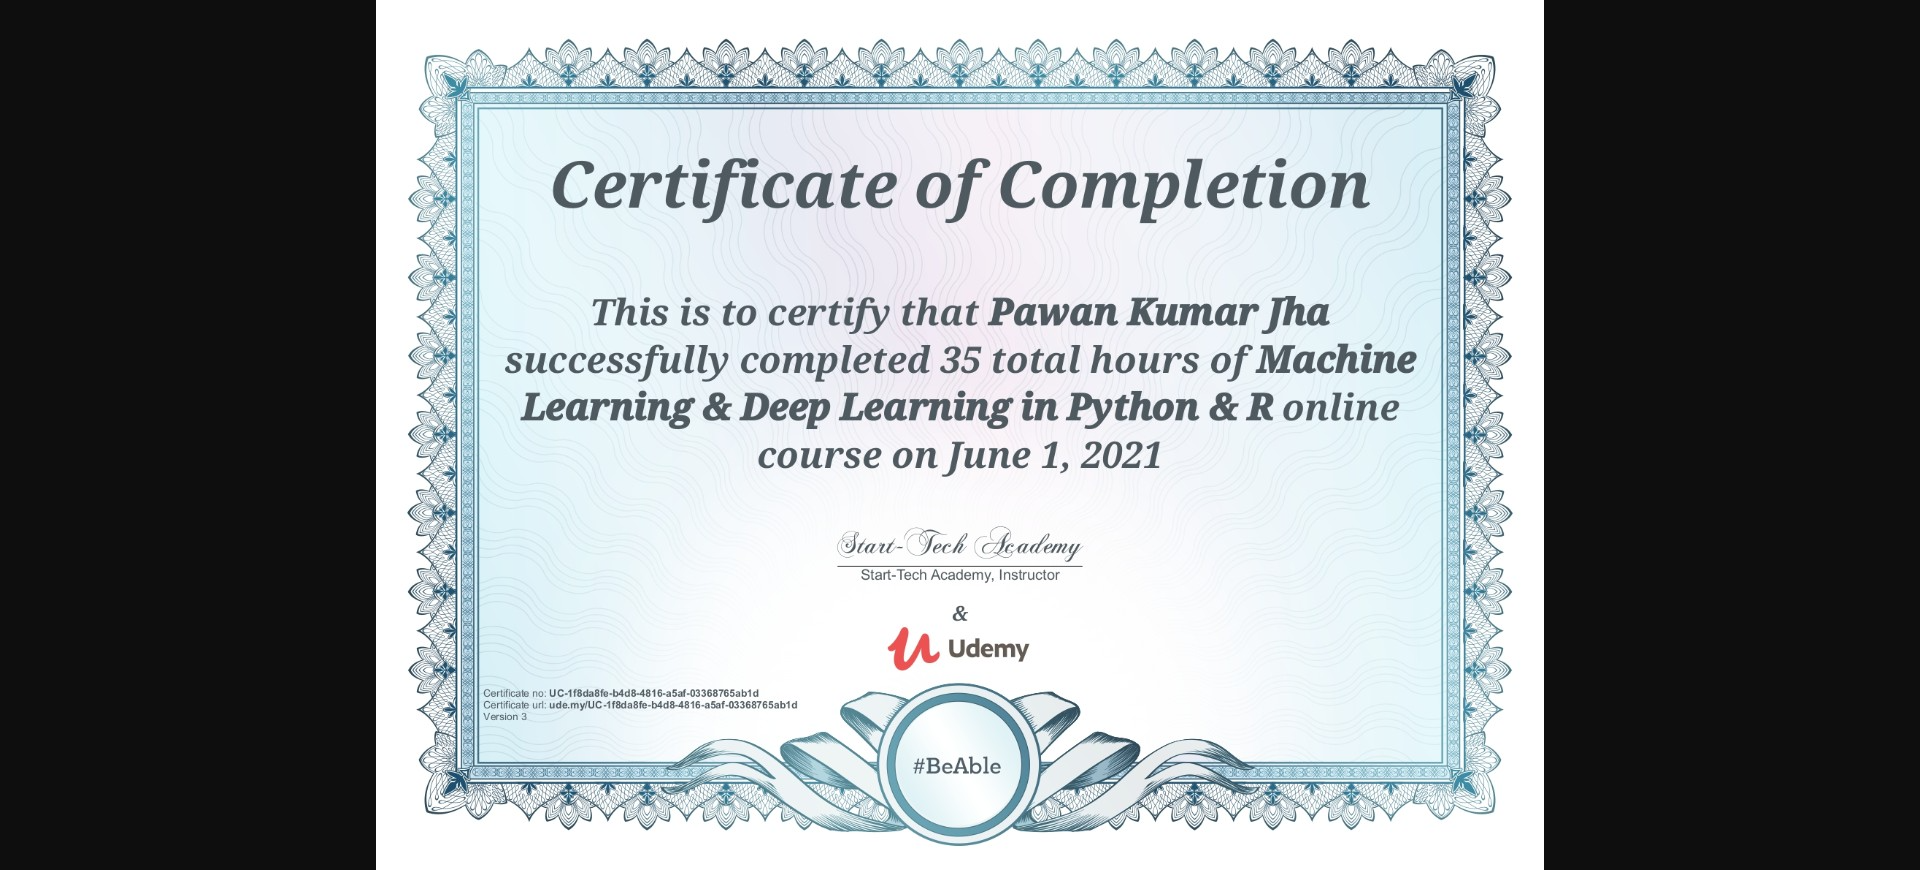 Certificate of Completion
This is to certify that Pawan Kumar Jha
successfully completed 35 total hours of Machine
Learning & Deep Learning in Python & R online
course on June 1, 2021
Start-Tech Academy
Start-Tech Academy, Instructor
&
Udemy
Certificate no: UC-1f8da8fe-b4d8-4816-a5af-03368765ab1d
Certificate url: ude.my/UC-1f8da8fe-b4d8-4816-a5af-03368765ab1d
Version 3
#BeAble